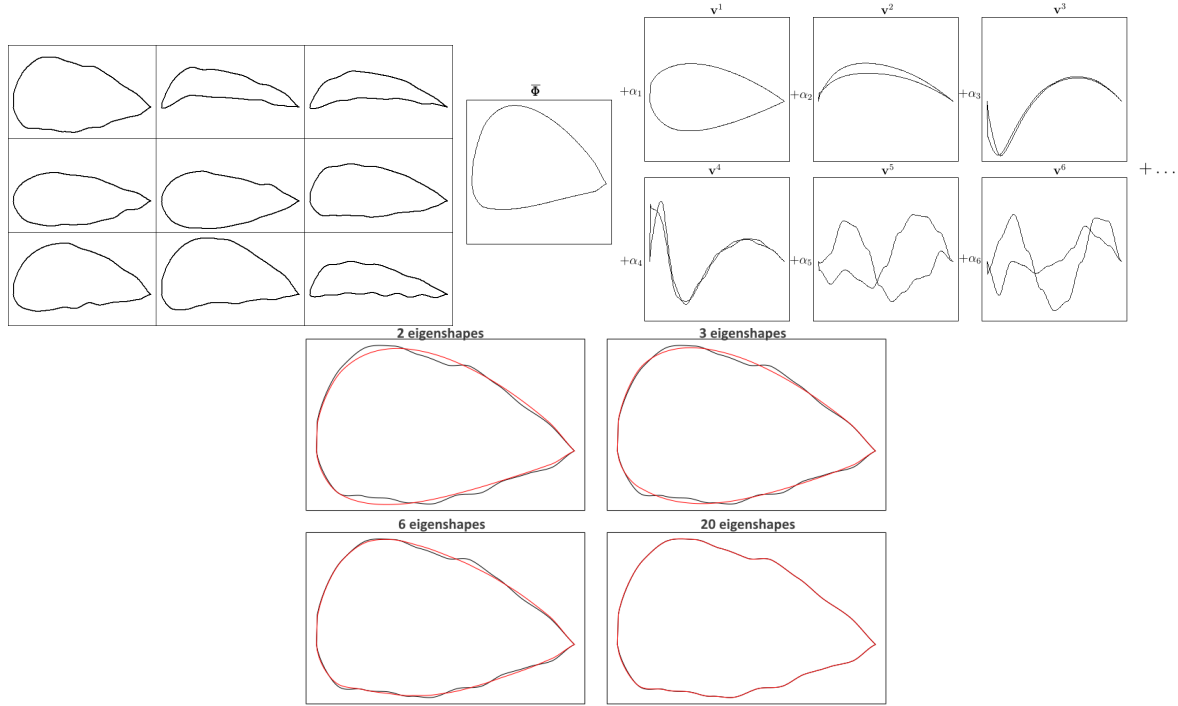 v¹ v² v³
Φ̅
+α₁ +α₂ +α₃
+ ...
v⁴ v⁵ v⁶
+α₄ +α₅ +α₆
2 eigenshapes 3 eigenshapes
6 eigenshapes 20 eigenshapes